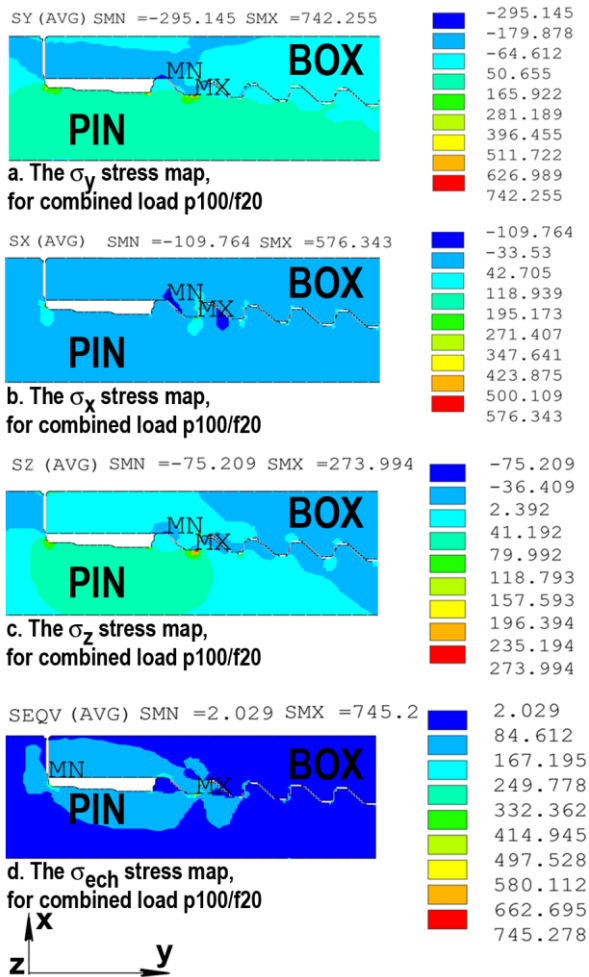 SY (AVG) SMN =-295.145 SMX =742.255
MN
MX
BOX
PIN
-295.145
-179.878
-64.612
50.655
165.922
281.189
396.455
511.722
626.989
742.255
a. The σy stress map,
for combined load p100/f20
SX (AVG) SMN =-109.764 SMX =576.343
MN
MX
BOX
PIN
-109.764
-33.53
42.705
118.939
195.173
271.407
347.641
423.875
500.109
576.343
b. The σx stress map,
for combined load p100/f20
SZ (AVG) SMN =-75.209 SMX =273.994
MN
MX
BOX
PIN
-75.209
-36.409
2.392
41.192
79.992
118.793
157.593
196.394
235.194
273.994
c. The σz stress map,
for combined load p100/f20
SEQV (AVG) SMN =2.029 SMX =745.2
MN
MX
BOX
PIN
2.029
84.612
167.195
249.778
332.362
414.945
497.528
580.112
662.695
745.278
d. The σech stress map,
for combined load p100/f20
x
z
y